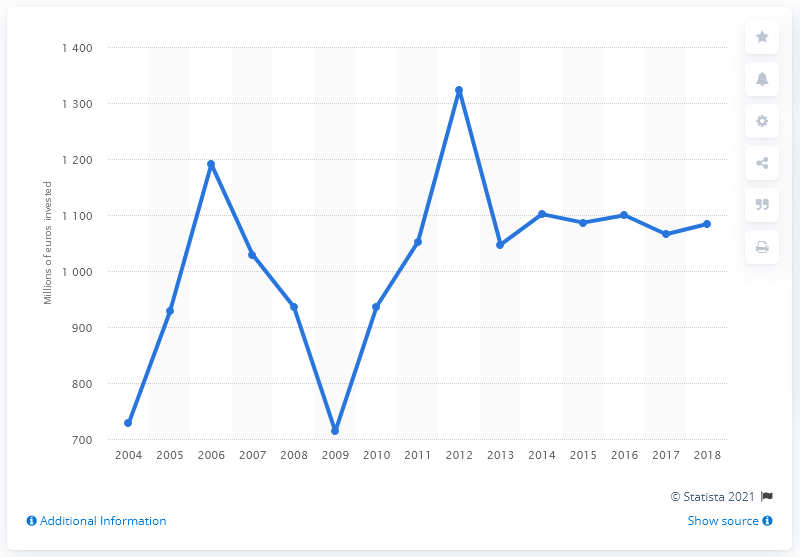 1 400
1 300
1 200
1 100
1 000
900
800
700
Millions of euros invested
2004 2005 2006 2007 2008 2009 2010 2011 2012 2013 2014 2015 2016 2017 2018
© Statista 2021
Additional Information
Show source